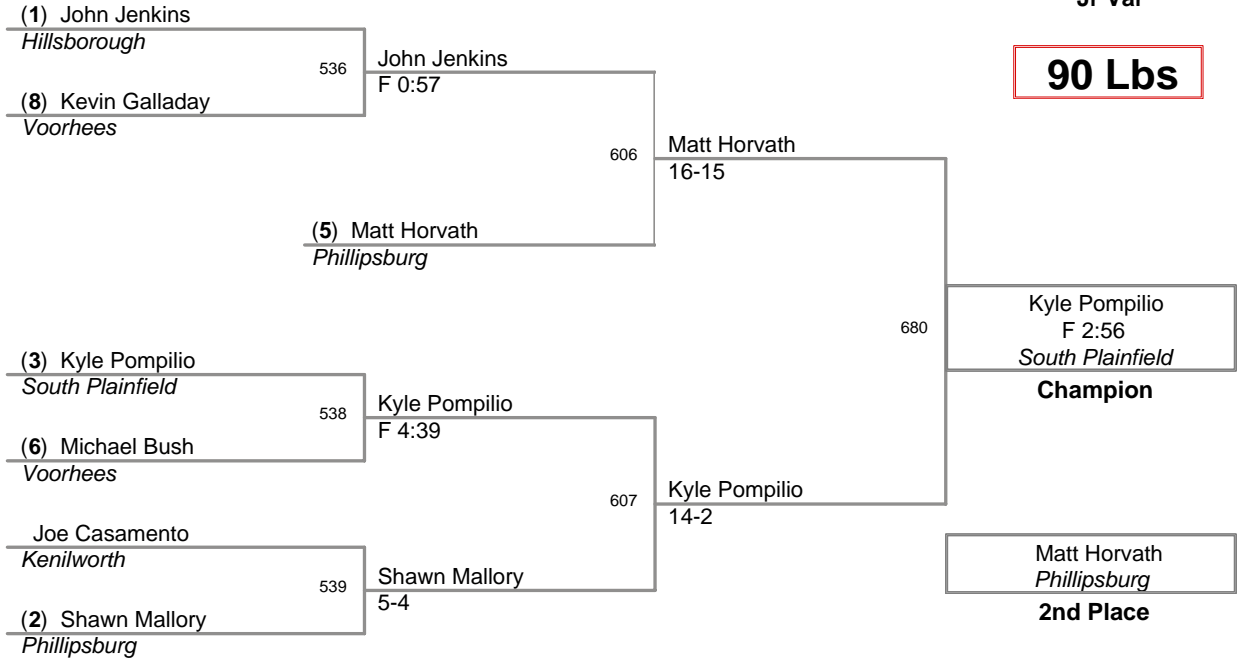 Jr Var
90 Lbs
(1) John Jenkins
Hillsborough
536
John Jenkins
F 0:57
(8) Kevin Galladay
Voorhees
606
Matt Horvath
16-15
(5) Matt Horvath
Phillipsburg
680
Kyle Pompilio
F 2:56
South Plainfield
Champion
(3) Kyle Pompilio
South Plainfield
538
Kyle Pompilio
F 4:39
(6) Michael Bush
Voorhees
607
Kyle Pompilio
14-2
Joe Casamento
Kenilworth
539
Shawn Mallory
5-4
(2) Shawn Mallory
Phillipsburg
Matt Horvath
Phillipsburg
2nd Place